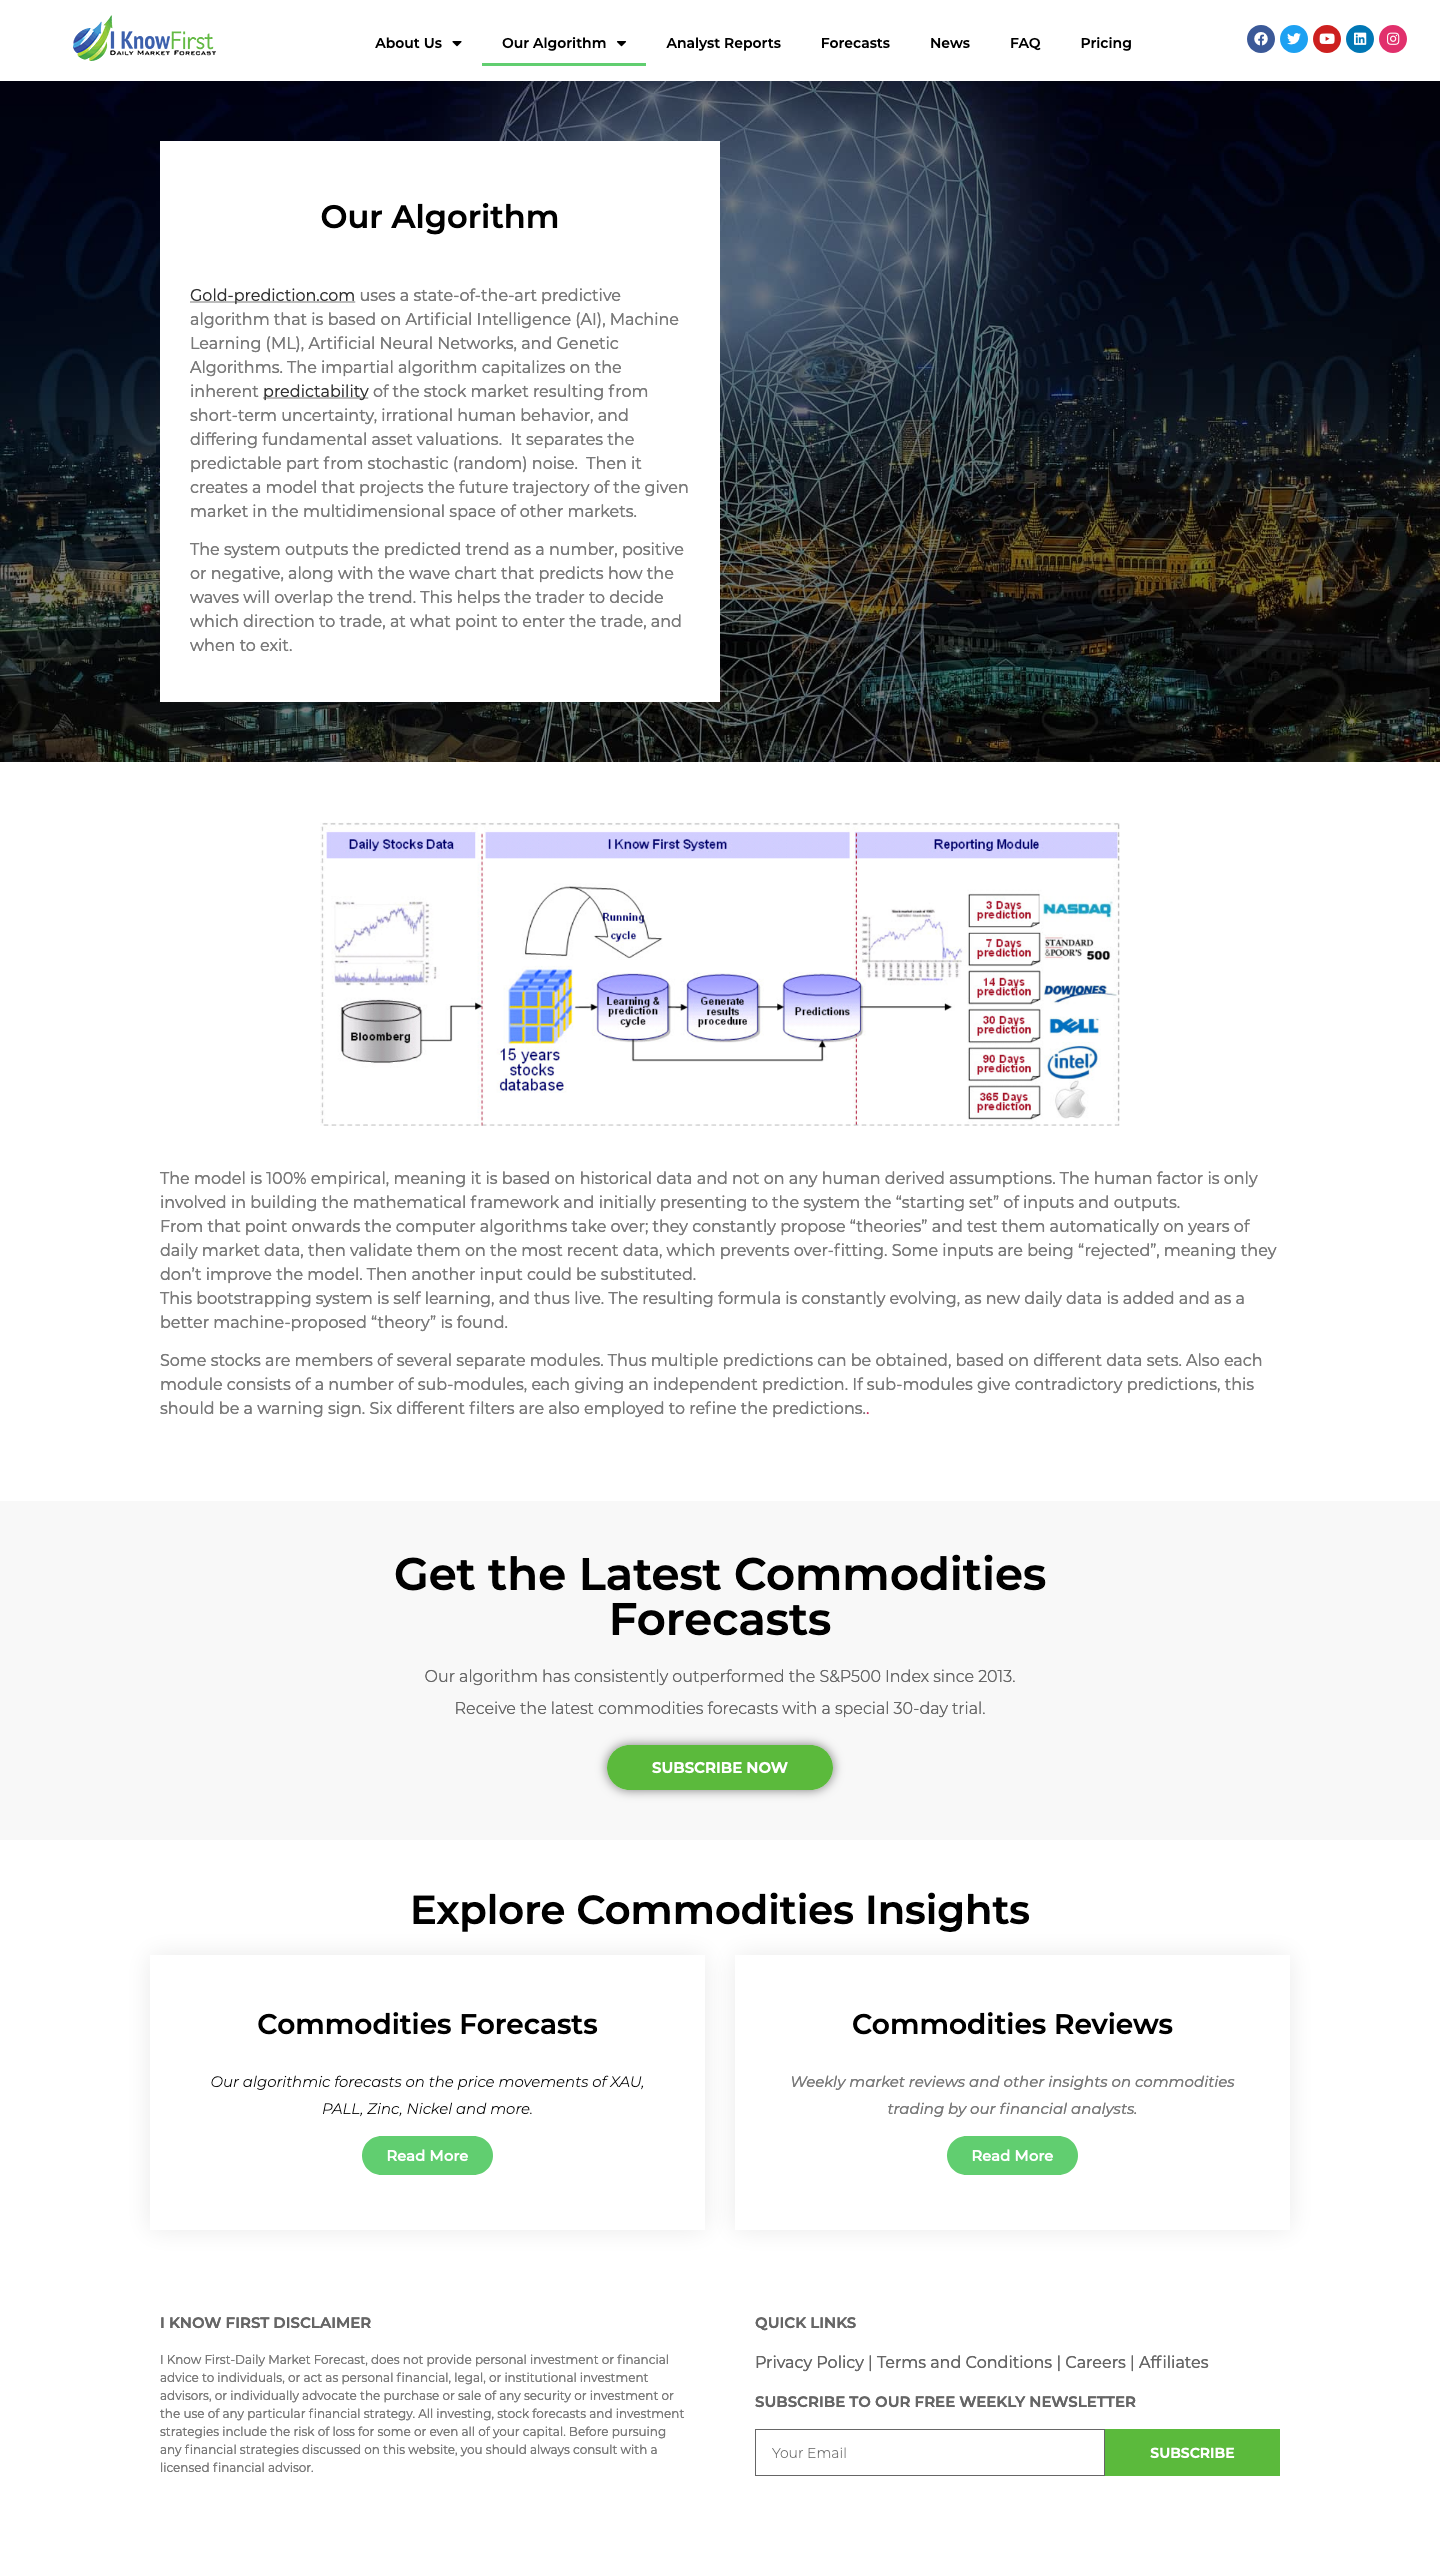 I KnowFirst
DAILY MARKET FORECAST
About Us
Our Algorithm
Analyst Reports
Forecasts
News
FAQ
Pricing
Our Algorithm
Gold-prediction.com uses a state-of-the-art predictive
algorithm that is based on Artificial Intelligence (AI), Machine
Learning (ML), Artificial Neural Networks, and Genetic
Algorithms. The impartial algorithm capitalizes on the
inherent predictability of the stock market resulting from
short-term uncertainty, irrational human behavior, and
differing fundamental asset valuations.  It separates the
predictable part from stochastic (random) noise.  Then it
creates a model that projects the future trajectory of the given
market in the multidimensional space of other markets.
The system outputs the predicted trend as a number, positive
or negative, along with the wave chart that predicts how the
waves will overlap the trend. This helps the trader to decide
which direction to trade, at what point to enter the trade, and
when to exit.
Daily Stocks Data
I Know First System
Reporting Module
Running
cycle
Bloomberg
15 years
stocks
database
Learning &
prediction
cycle
Generate
results
procedure
Predictions
3 Days
prediction
NASDAQ
7 Days
prediction
STANDARD
&POOR'S 500
14 Days
prediction
DOWJONES
30 Days
prediction
DELL
90 Days
prediction
intel
365 Days
prediction
The model is 100% empirical, meaning it is based on historical data and not on any human derived assumptions. The human factor is only
involved in building the mathematical framework and initially presenting to the system the “starting set” of inputs and outputs.
From that point onwards the computer algorithms take over; they constantly propose “theories” and test them automatically on years of
daily market data, then validate them on the most recent data, which prevents over-fitting. Some inputs are being “rejected”, meaning they
don’t improve the model. Then another input could be substituted.
This bootstrapping system is self learning, and thus live. The resulting formula is constantly evolving, as new daily data is added and as a
better machine-proposed “theory” is found.
Some stocks are members of several separate modules. Thus multiple predictions can be obtained, based on different data sets. Also each
module consists of a number of sub-modules, each giving an independent prediction. If sub-modules give contradictory predictions, this
should be a warning sign. Six different filters are also employed to refine the predictions..
Get the Latest Commodities
Forecasts
Our algorithm has consistently outperformed the S&P500 Index since 2013.
Receive the latest commodities forecasts with a special 30-day trial.
SUBSCRIBE NOW
Explore Commodities Insights
Commodities Forecasts
Our algorithmic forecasts on the price movements of XAU,
PALL, Zinc, Nickel and more.
Read More
Commodities Reviews
Weekly market reviews and other insights on commodities
trading by our financial analysts.
Read More
I KNOW FIRST DISCLAIMER
I Know First-Daily Market Forecast, does not provide personal investment or financial
advice to individuals, or act as personal financial, legal, or institutional investment
advisors, or individually advocate the purchase or sale of any security or investment or
the use of any particular financial strategy. All investing, stock forecasts and investment
strategies include the risk of loss for some or even all of your capital. Before pursuing
any financial strategies discussed on this website, you should always consult with a
licensed financial advisor.
QUICK LINKS
Privacy Policy | Terms and Conditions | Careers | Affiliates
SUBSCRIBE TO OUR FREE WEEKLY NEWSLETTER
Your Email
SUBSCRIBE